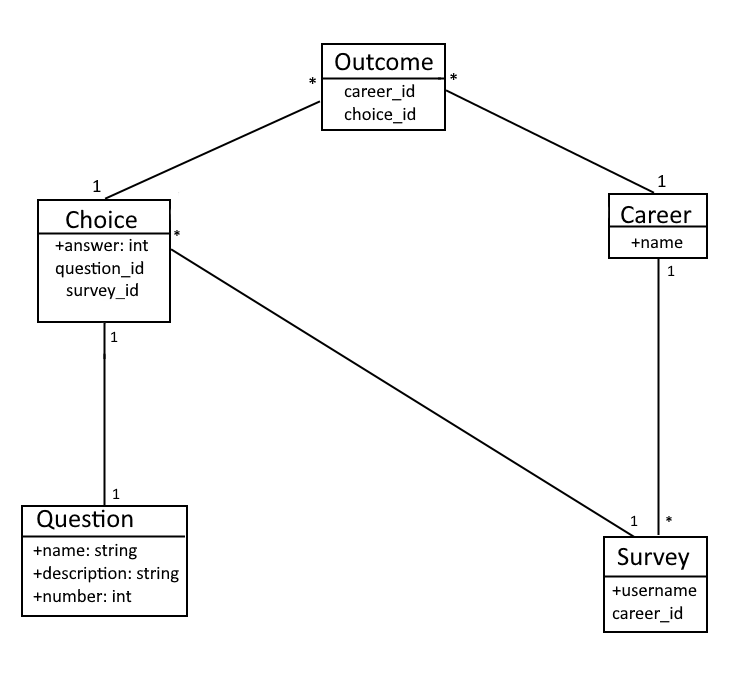 Outcome
career_id
choice_id
*
*
1
1
Choice
+answer: int
question_id
survey_id
*
Career
+name
1
1
1
Question
+name: string
+description: string
+number: int
1
*
Survey
+username
career_id